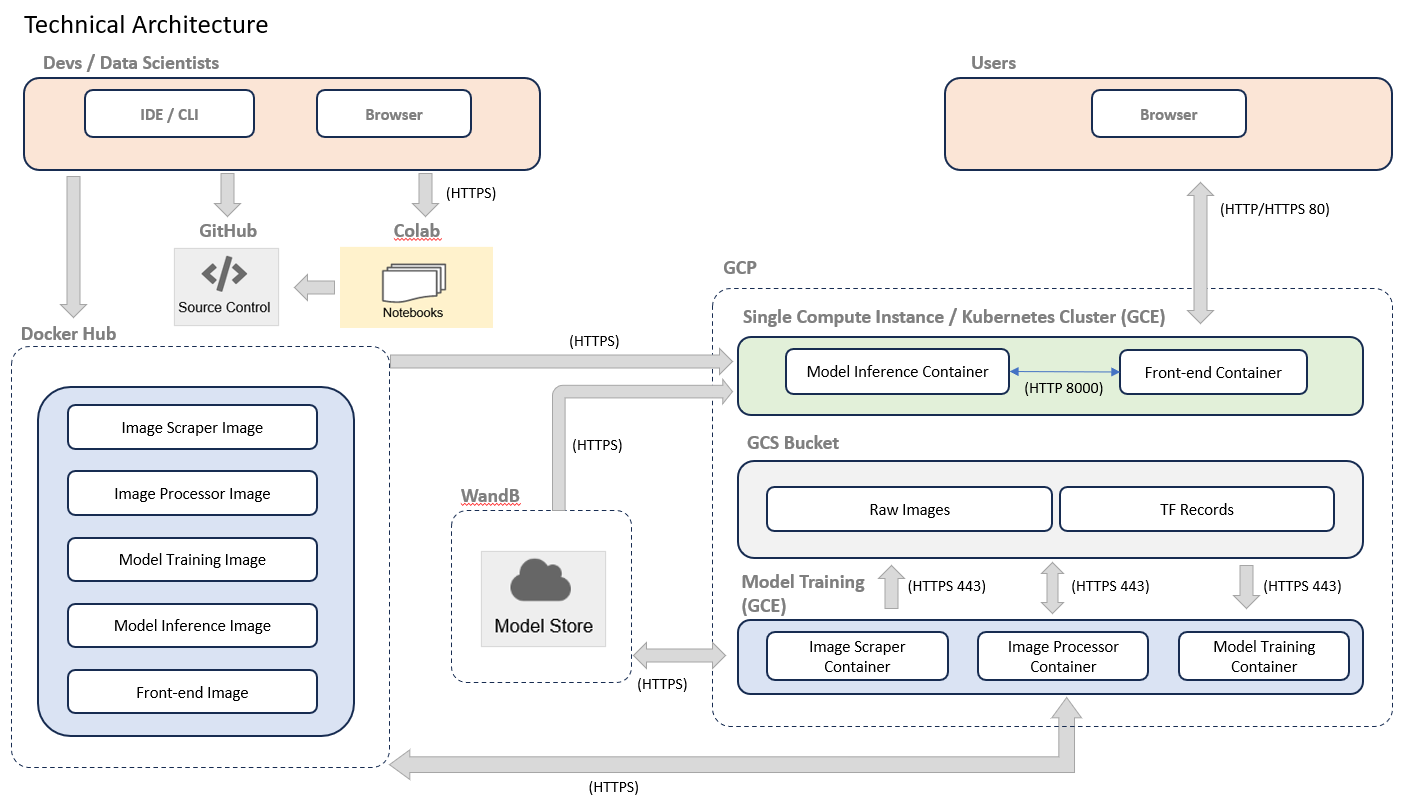 Technical Architecture
Devs / Data Scientists
IDE / CLI
Browser
Users
Browser
(HTTPS)
(HTTP/HTTPS 80)
GitHub
Source Control
Colab
Notebooks
Docker Hub
Image Scraper Image
Image Processor Image
Model Training Image
Model Inference Image
Front-end Image
(HTTPS)
(HTTPS)
WandB
Model Store
(HTTPS)
(HTTPS)
GCP
Single Compute Instance / Kubernetes Cluster (GCE)
Model Inference Container
(HTTP 8000)
Front-end Container
GCS Bucket
Raw Images
TF Records
(HTTPS 443)
(HTTPS 443)
(HTTPS 443)
Model Training
(GCE)
Image Scraper
Container
Image Processor
Container
Model Training
Container